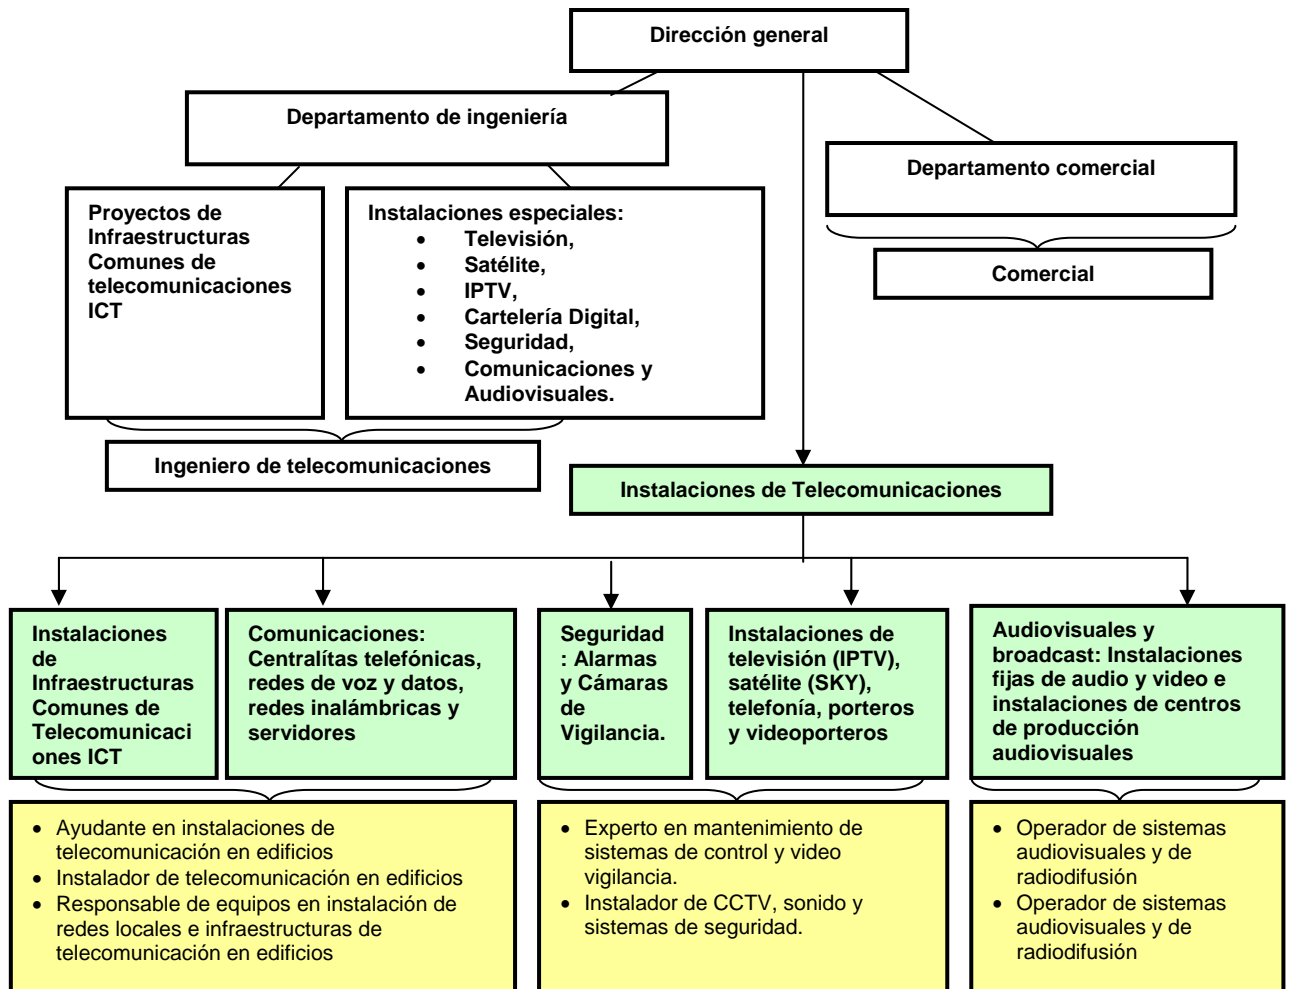 Dirección general
Departamento de ingeniería
Departamento comercial
Proyectos de
Infraestructuras
Comunes de
telecomunicaciones
ICT
Instalaciones especiales:
• Televisión,
• Satélite,
• IPTV,
• Cartelería Digital,
• Seguridad,
• Comunicaciones y
Audiovisuales.
Comercial
Ingeniero de telecomunicaciones
Instalaciones de Telecomunicaciones
Instalaciones
de
Infraestructuras
Comunes de
Telecomunicaci
ones ICT
Comunicaciones:
Centralítas telefónicas,
redes de voz y datos,
redes inalámbricas y
servidores
Seguridad
: Alarmas
y Cámaras
de
Vigilancia.
Instalaciones de
televisión (IPTV),
satélite (SKY),
telefonía, porteros
y videoporteros
Audiovisuales y
broadcast: Instalaciones
fijas de audio y video e
instalaciones de centros
de producción
audiovisuales
• Ayudante en instalaciones de
telecomunicación en edificios
• Instalador de telecomunicación en edificios
• Responsable de equipos en instalación de
redes locales e infraestructuras de
telecomunicación en edificios
• Experto en mantenimiento de
sistemas de control y video
vigilancia.
• Instalador de CCTV, sonido y
sistemas de seguridad.
• Operador de sistemas
audiovisuales y de
radiodifusión
• Operador de sistemas
audiovisuales y de
radiodifusión